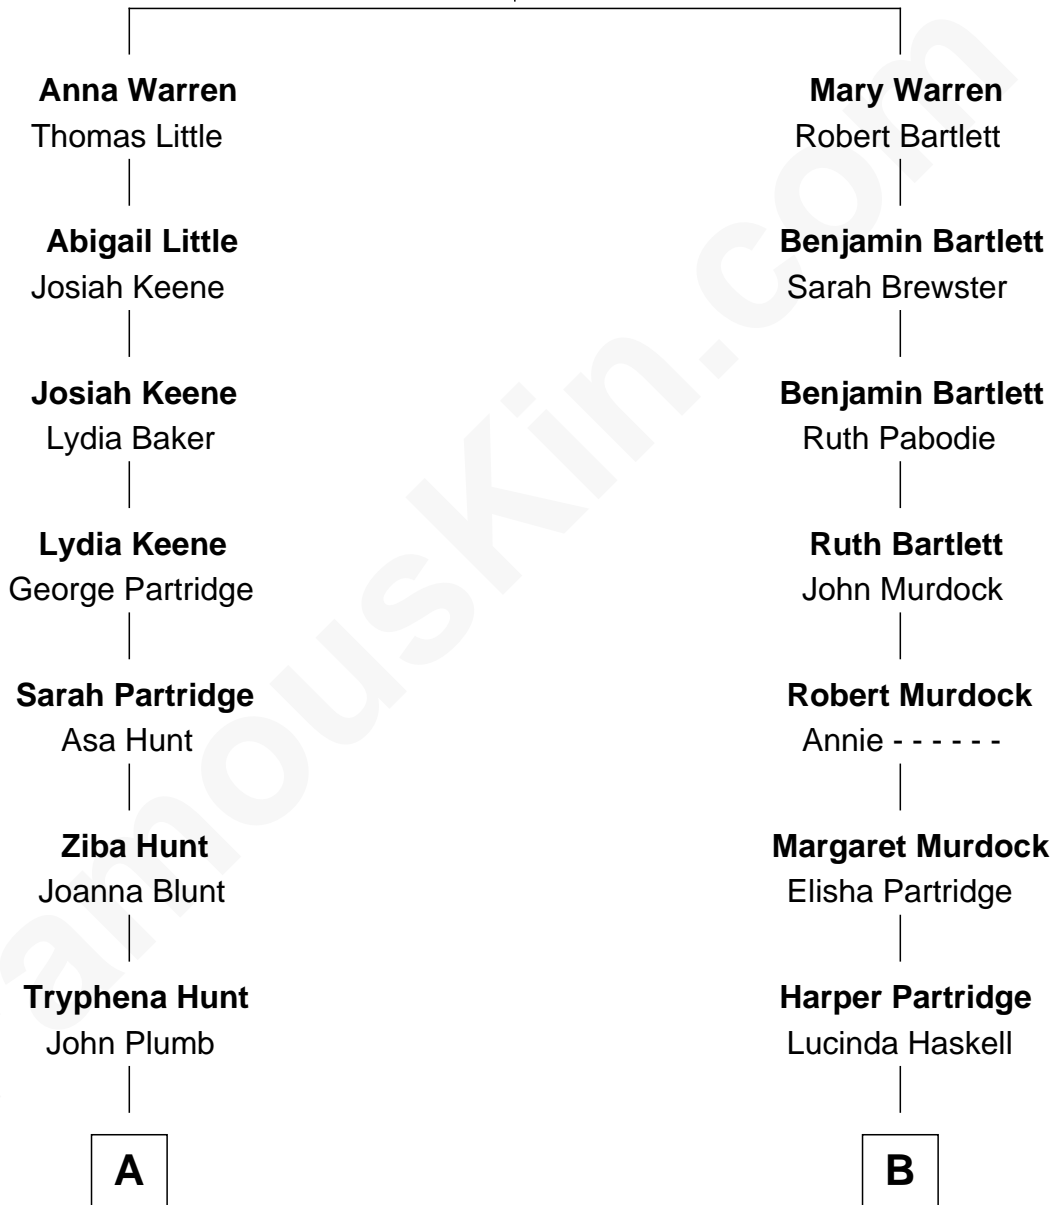 Anna Warren
Thomas Little
Abigail Little
Josiah Keene
Josiah Keene
Lydia Baker
Lydia Keene
George Partridge
Sarah Partridge
Asa Hunt
Ziba Hunt
Joanna Blunt
Tryphena Hunt
John Plumb
A
Mary Warren
Robert Bartlett
Benjamin Bartlett
Sarah Brewster
Benjamin Bartlett
Ruth Pabodie
Ruth Bartlett
John Murdock
Robert Murdock
Annie - - - - - -
Margaret Murdock
Elisha Partridge
Harper Partridge
Lucinda Haskell
B
amousKin.com